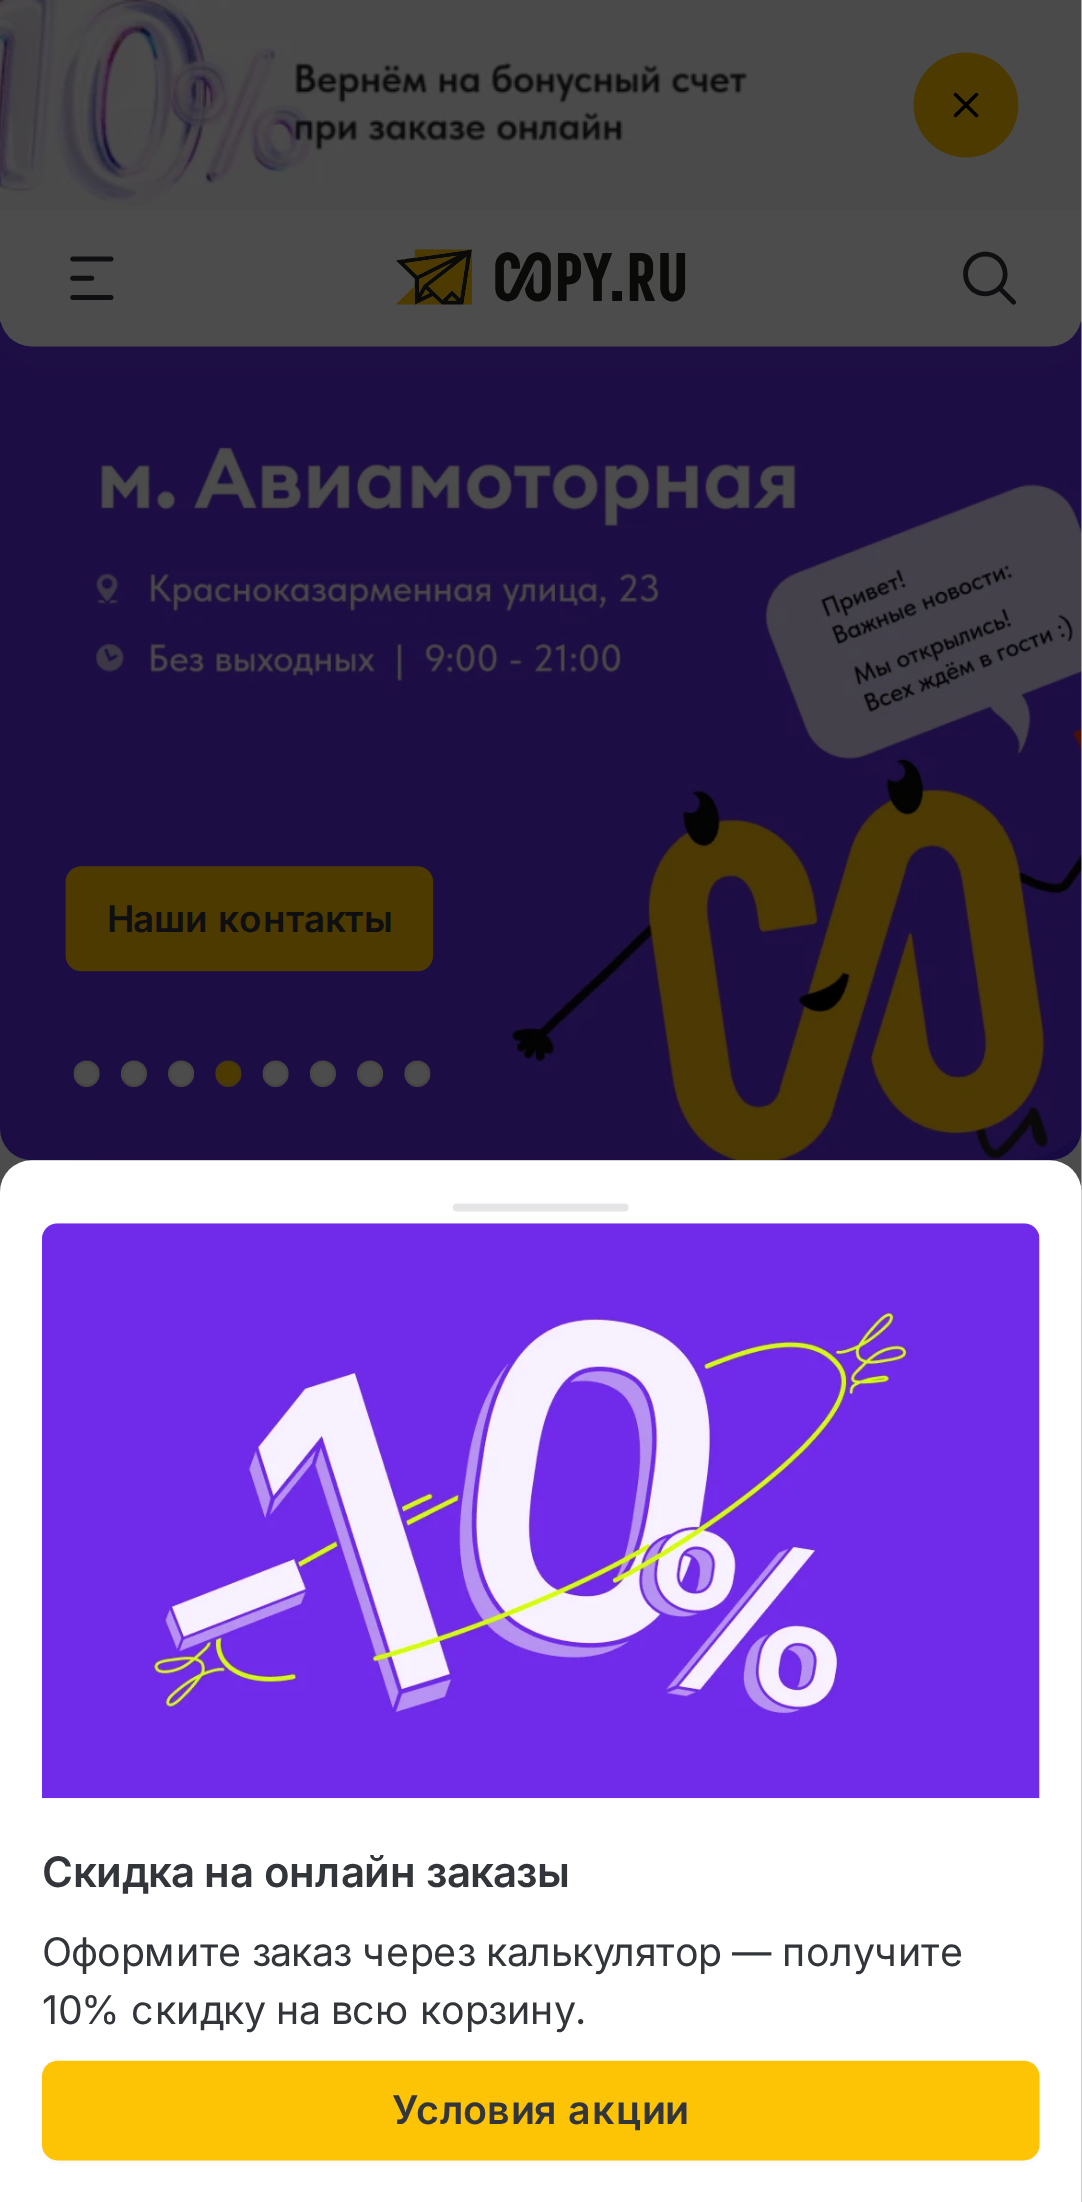 10%
Вернём на бонусный счет
при заказе онлайн
COPY.RU
м. Авиамоторная
Красноказарменная улица, 23
Без выходных | 9:00 - 21:00
Привет!
Важные новости:
Мы открылись!
Всех ждём в гости :)
Наши контакты
-10%
Скидка на онлайн заказы
Оформите заказ через калькулятор — получите
10% скидку на всю корзину.
Условия акции